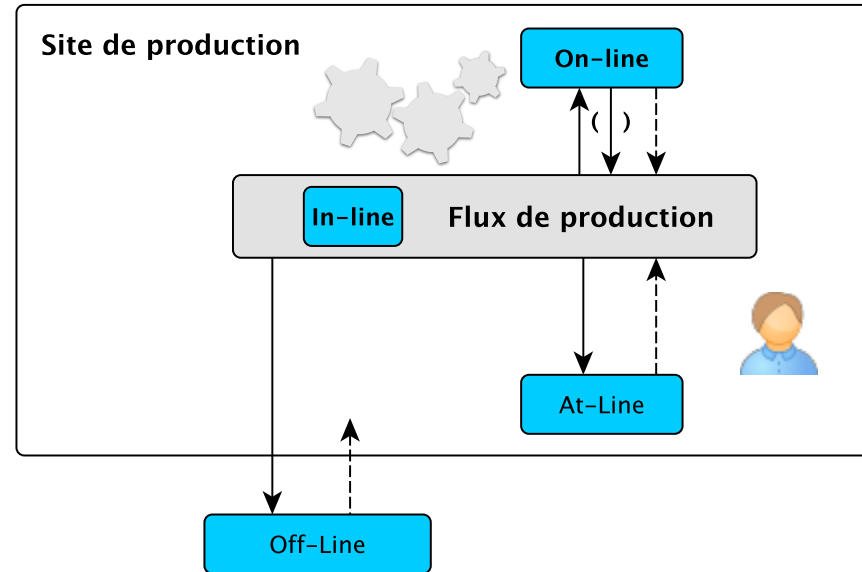 Site de production
On-line
( )
In-line
Flux de production
At-Line
Off-Line